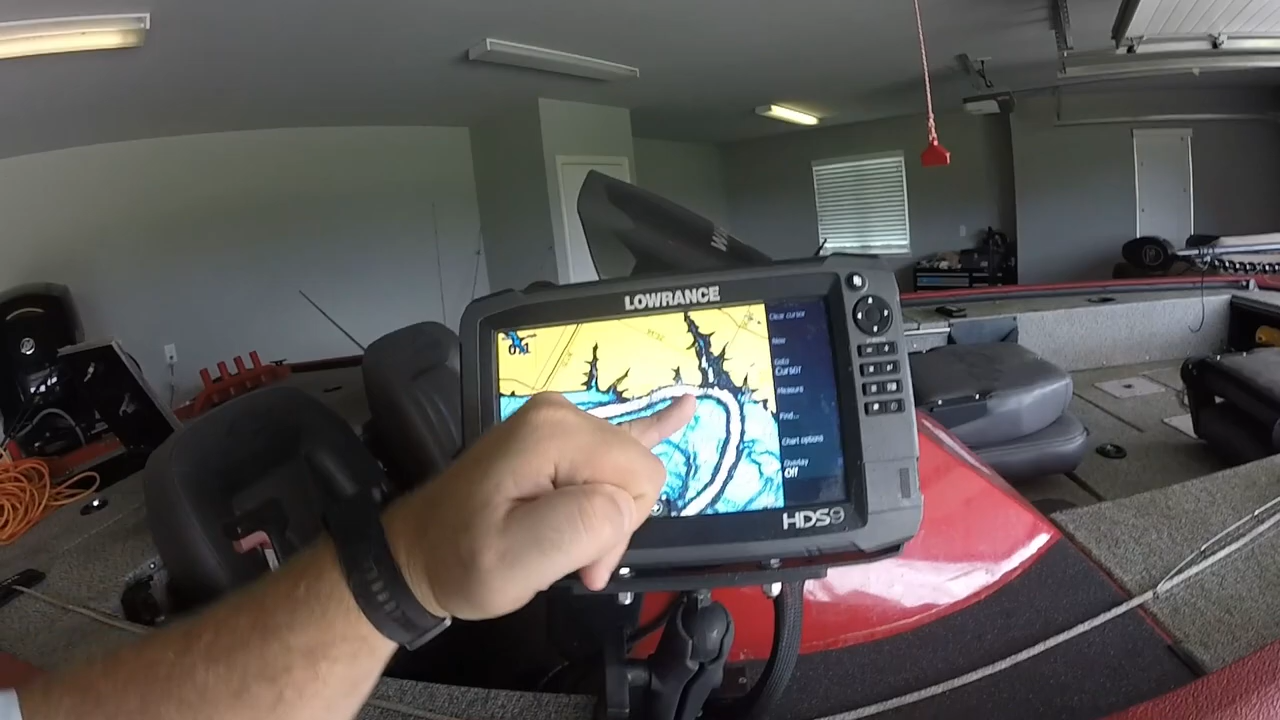 LOWRANCE
Clear cursor
New
Goto
Cursor
Measure
Find...
Chart options
Overlay
Off
HDS9